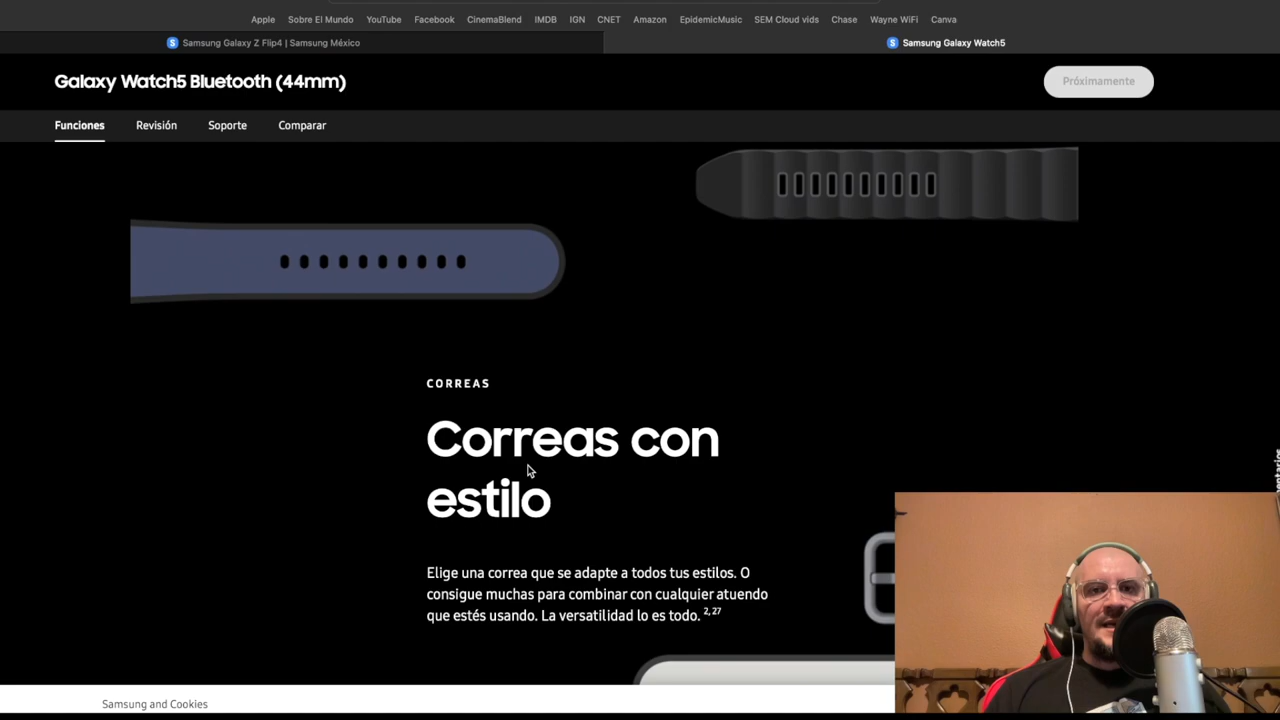 Apple Sobre El Mundo YouTube Facebook CinemaBlend IMDB IGN CNET Amazon EpidemicMusic SEM Cloud vids Chase Wayne WiFi Canva
S Samsung Galaxy Z Flip4 | Samsung México S Samsung Galaxy Watch5
Galaxy Watch5 Bluetooth (44mm) Próximamente
Funciones Revisión Soporte Comparar
CORREAS
Correas con
estilo
Elige una correa que se adapte a todos tus estilos. O
consigue muchas para combinar con cualquier atuendo
que estés usando. La versatilidad lo es todo. 2, 27
Samsung and Cookies